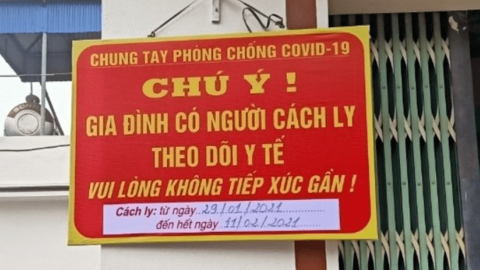 CHUNG TAY PHÒNG CHỐNG COVID-19
CHÚ Ý !
GIA ĐÌNH CÓ NGƯỜI CÁCH LY
THEO DÕI Y TẾ
VUI LÒNG KHÔNG TIẾP XÚC GẦN !
Cách ly: từ ngày 29/01/2021
đến hết ngày 11/02/2021